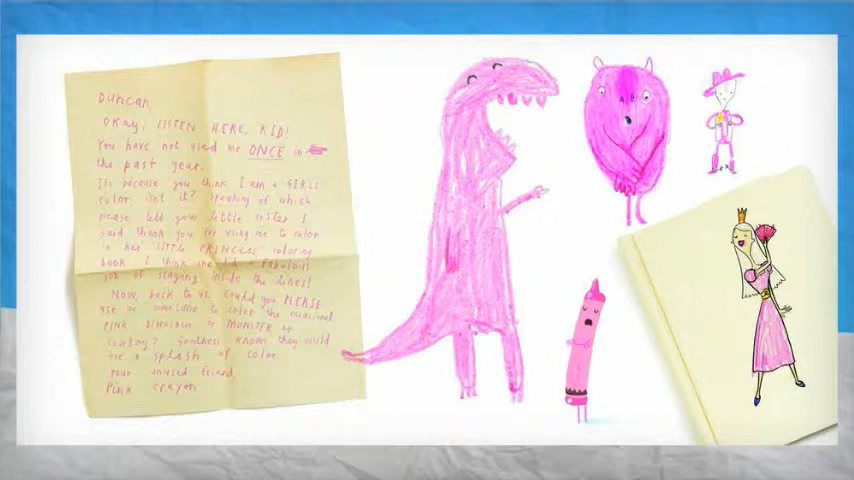 Duncan,
Okay, LISTEN HERE, KID!
You have not used me ONCE in
the past year.
It's because you think I am a GIRLS
color isn't it? Speaking of which
please tell your little sister I
said thank you for using me to color
in her "LITTLE PRINCESS" coloring
book. I think she did a fabulous
job of staying inside the lines!
Now, back to us. Could you PLEASE
use me sometime to color the occasional
PINK DINOSAUR or MONSTER or
cowboy? Goodness knows they could
use a splash of color.
Your unused friend,
Pink Crayon